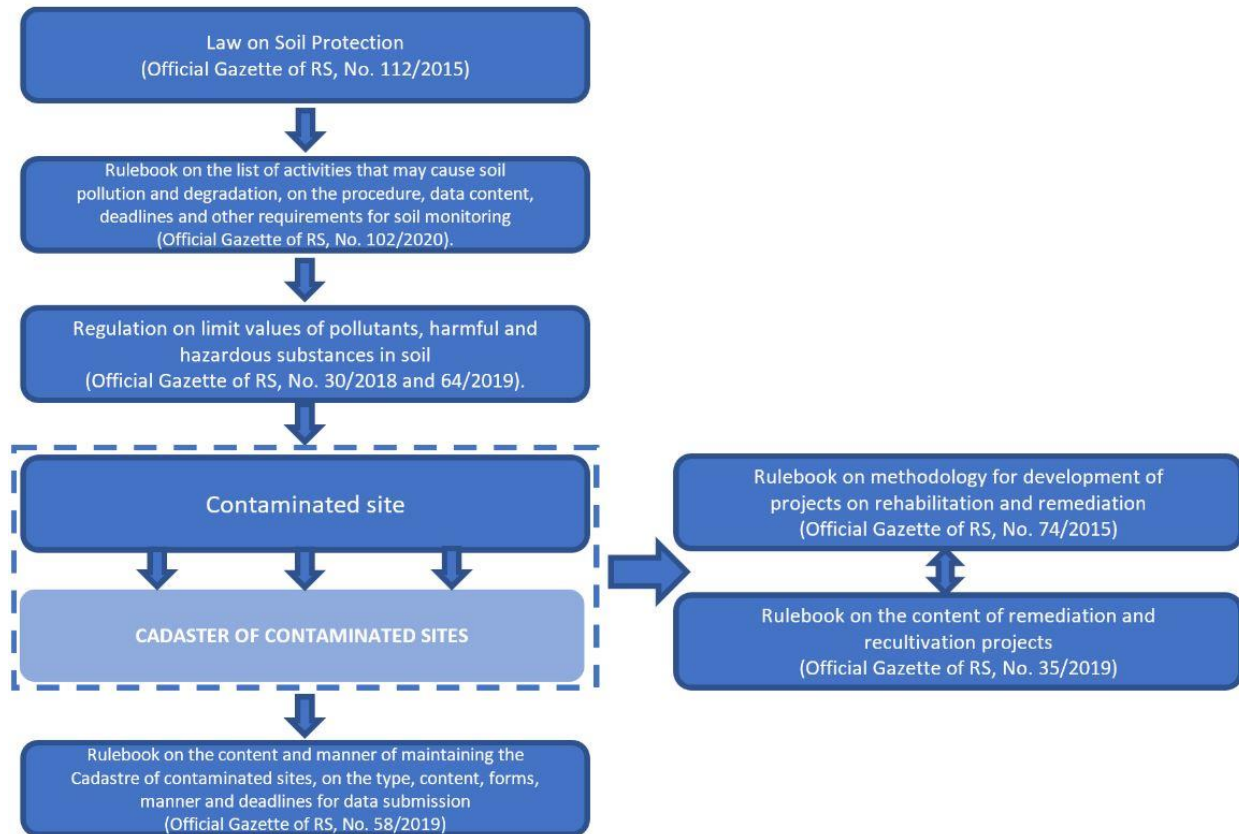 Law on Soil Protection
(Official Gazette of RS, No. 112/2015)
Rulebook on the list of activities that may cause soil
pollution and degradation, on the procedure, data content,
deadlines and other requirements for soil monitoring
(Official Gazette of RS, No. 102/2020).
Regulation on limit values of pollutants, harmful and
hazardous substances in soil
(Official Gazette of RS, No. 30/2018 and 64/2019).
Contaminated site
CADASTER OF CONTAMINATED SITES
Rulebook on the content and manner of maintaining the
Cadastre of contaminated sites, on the type, content, forms,
manner and deadlines for data submission
(Official Gazette of RS, No. 58/2019)
Rulebook on methodology for development of
projects on rehabilitation and remediation
(Official Gazette of RS, No. 74/2015)
Rulebook on the content of remediation and
recultivation projects
(Official Gazette of RS, No. 35/2019)